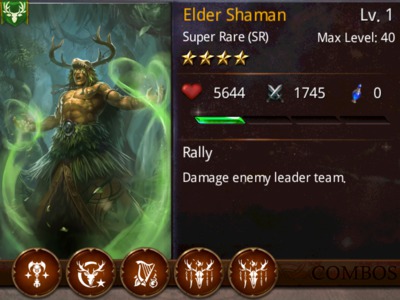 Elder Shaman Lv. 1
Super Rare (SR) Max Level: 40
5644 1745 0
Rally
Damage enemy leader team.
COMBOS